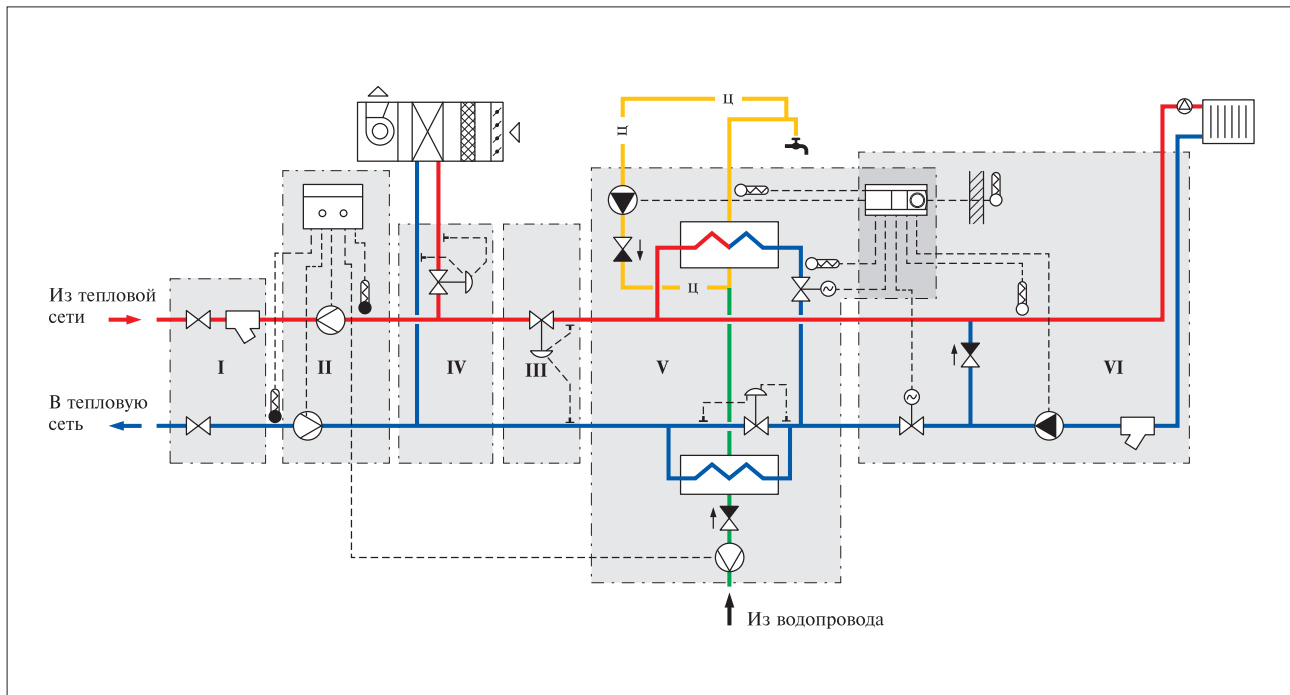 ц
ц
ц
Из тепловой
сети
I
II
IV
III
V
VI
В тепловую
сеть
ц
Из водопровода